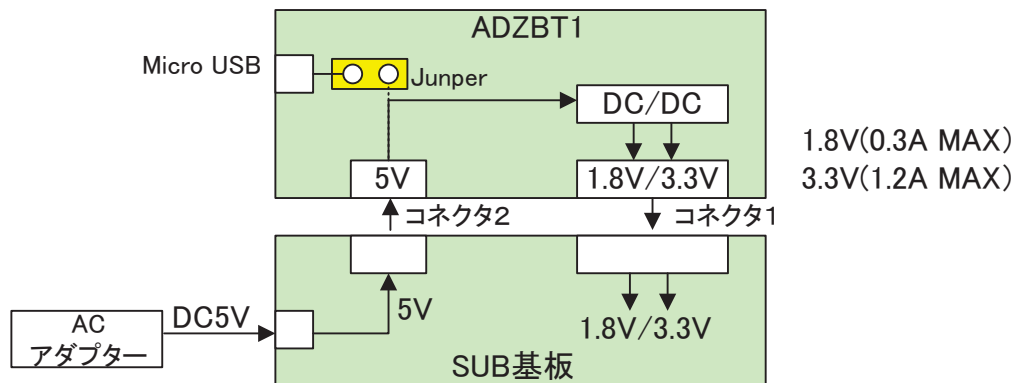 ADZBT1
Micro USB
Junper
DC/DC
1.8V(0.3A MAX)
3.3V(1.2A MAX)
5V
1.8V/3.3V
コネクタ2
コネクタ1
DC5V
5V
1.8V/3.3V
AC
アダプター
SUB基板